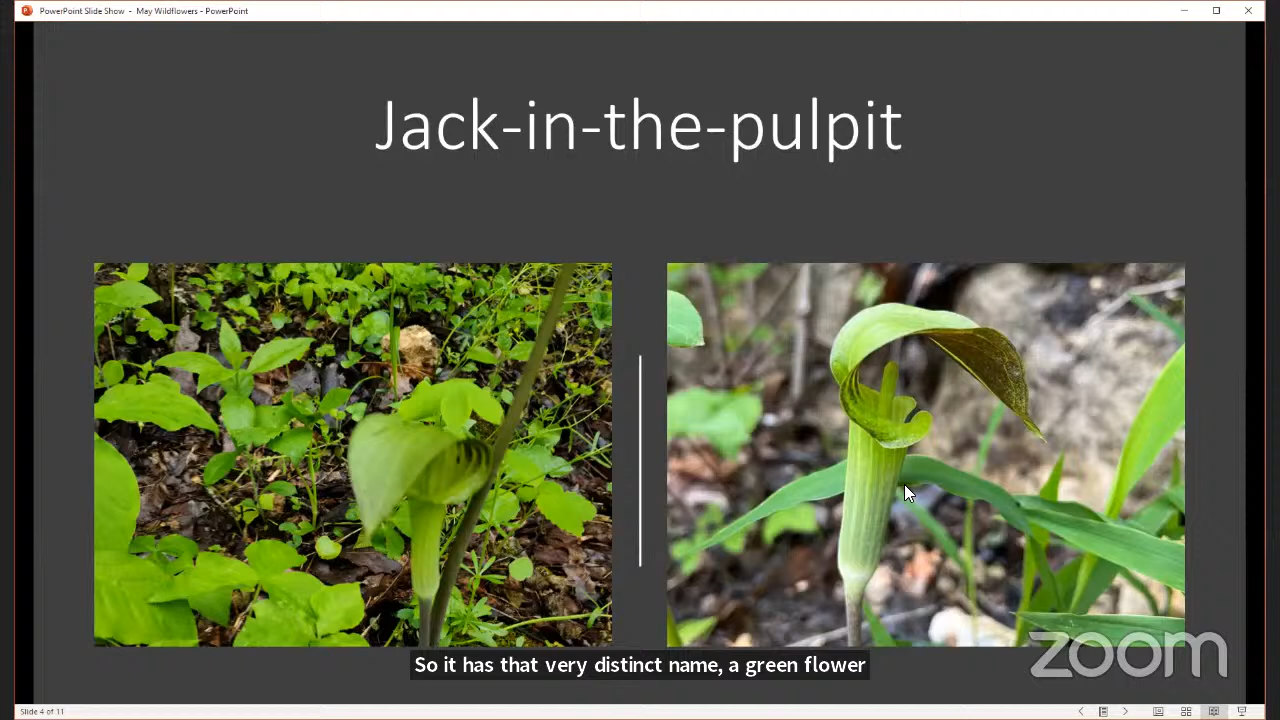 PowerPoint Slide Show - May Wildflowers - PowerPoint
Jack-in-the-pulpit
So it has that very distinct name, a green flower
zoom
Slide 4 of 11